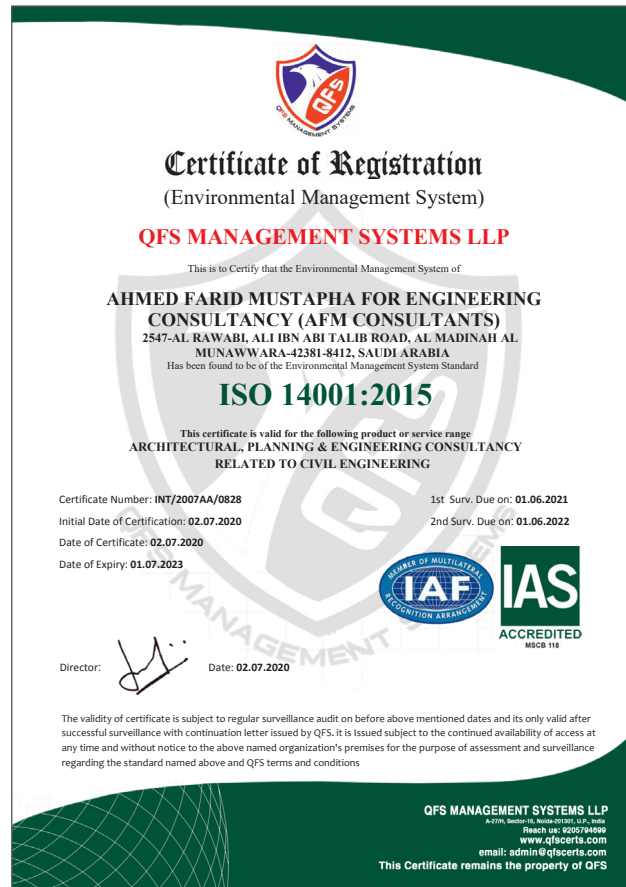 QFS
QFS MANAGEMENT SYSTEMS
Certificate of Registration
(Environmental Management System)
QFS MANAGEMENT SYSTEMS LLP
This is to Certify that the Environmental Management System of
AHMED FARID MUSTAPHA FOR ENGINEERING
CONSULTANCY (AFM CONSULTANTS)
2547-AL RAWABI, ALI IBN ABI TALIB ROAD, AL MADINAH AL
MUNAWWARA-42381-8412, SAUDI ARABIA
Has been found to be of the Environmental Management System Standard
ISO 14001:2015
This certificate is valid for the following product or service range
ARCHITECTURAL, PLANNING & ENGINEERING CONSULTANCY
RELATED TO CIVIL ENGINEERING
Certificate Number: INT/2007AA/0828
1st Surv. Due on: 01.06.2021
Initial Date of Certification: 02.07.2020
2nd Surv. Due on: 01.06.2022
Date of Certificate: 02.07.2020
Date of Expiry: 01.07.2023
MEMBER OF MULTILATERAL
IAF
RECOGNITION ARRANGEMENT
IAS
ACCREDITED
MSCB 118
QFS MANAGEMENT SYSTEMS
Director:
Date: 02.07.2020
The validity of certificate is subject to regular surveillance audit on before above mentioned dates and its only valid after
successful surveillance with continuation letter issued by QFS. it is Issued subject to the continued availability of access at
any time and without notice to the above named organization's premises for the purpose of assessment and surveillance
regarding the standard named above and QFS terms and conditions
QFS MANAGEMENT SYSTEMS LLP
A-27/H, Sector-16, Noida-201301, U.P., India
Reach us: 9205794699
www.qfscerts.com
email: admin@qfscerts.com
This Certificate remains the property of QFS